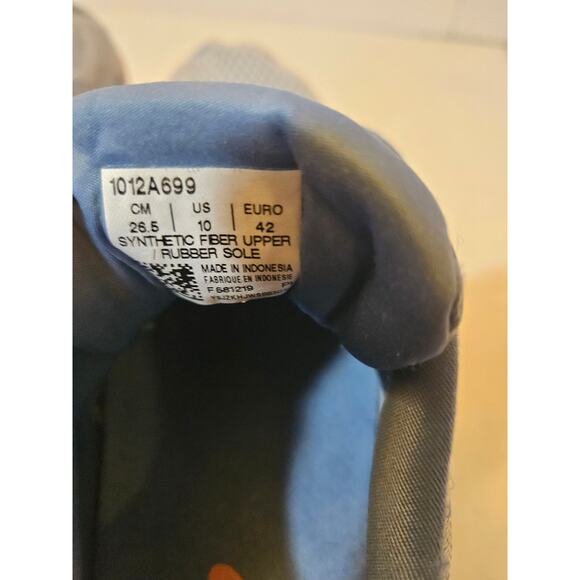 1012A699
CM US EURO
26.5 10 42
SYNTHETIC FIBER UPPER
/ RUBBER SOLE
MADE IN INDONESIA
FABRIQUE EN INDONESIE
F 681219